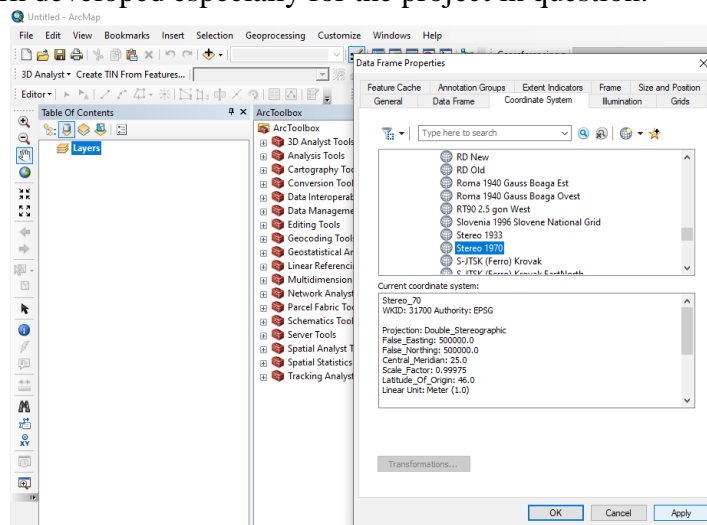 developed especially for the project in question.
Untitled - ArcMap
File Edit View Bookmarks Insert Selection Geoprocessing Customize Windows Help
3D Analyst Create TIN From Features...
Editor
Table Of Contents
Layers
ArcToolbox
ArcToolbox
3D Analyst Tools
Analysis Tools
Cartography Too
Conversion Tool
Data Interoperab
Data Manageme
Editing Tools
Geocoding Tool
Geostatistical Ar
Linear Referenci
Multidimension
Network Analyst
Parcel Fabric Too
Schematics Tool
Server Tools
Spatial Analyst T
Spatial Statistics
Tracking Analyst
Data Frame Properties
Feature Cache Annotation Groups Extent Indicators Frame Size and Position
General Data Frame Coordinate System Illumination Grids
Type here to search
RD New
RD Old
Roma 1940 Gauss Boaga Est
Roma 1940 Gauss Boaga Ovest
RT90 2.5 gon West
Slovenia 1996 Slovene National Grid
Stereo 1933
Stereo 1970
S-JTSK (Ferro) Krovak
S-JTSK (Ferro) Krovak EastNorth
Current coordinate system:
Stereo_70
WKID: 31700 Authority: EPSG
Projection: Double_Stereographic
False_Easting: 500000.0
False_Northing: 500000.0
Central_Meridian: 25.0
Scale_Factor: 0.99975
Latitude_Of_Origin: 46.0
Linear Unit: Meter (1.0)
Transformations...
OK Cancel Apply